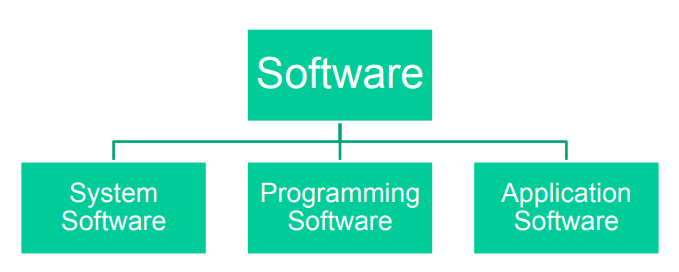 Software
System
Software
Programming
Software
Application
Software